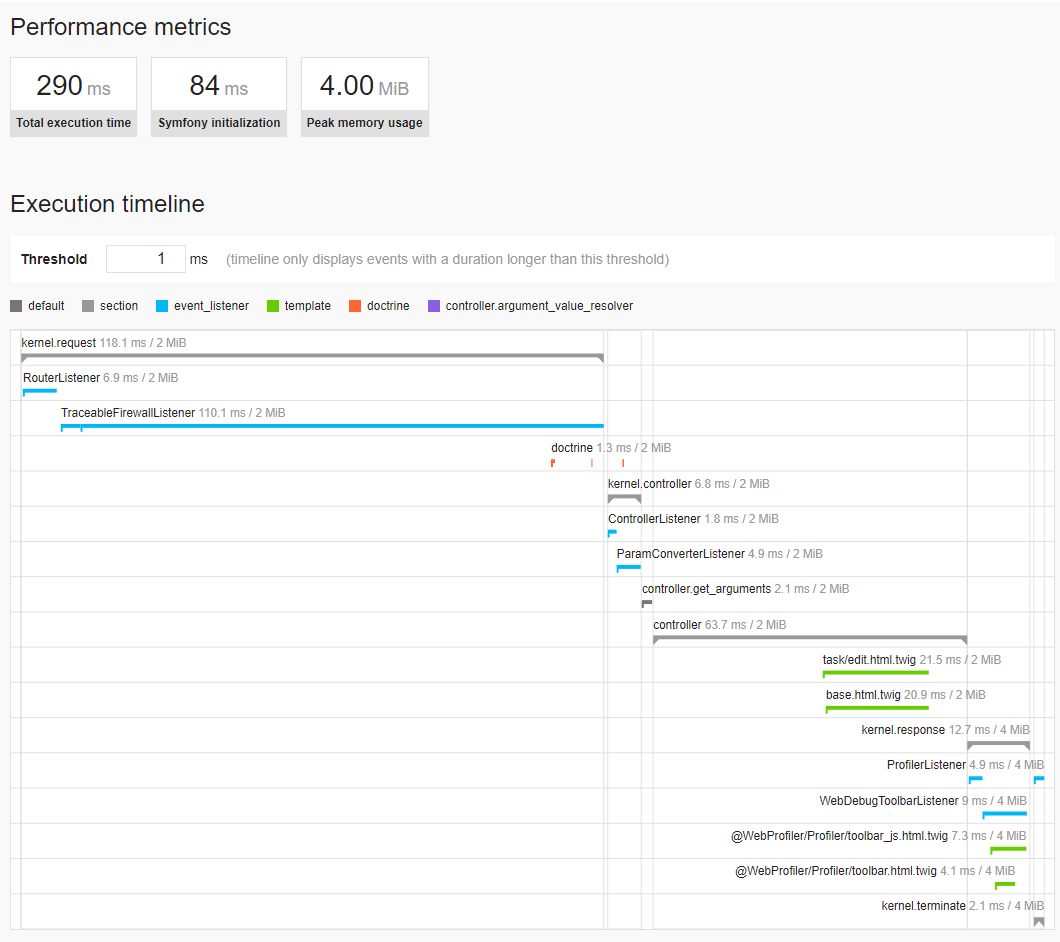 Performance metrics
290 ms 84 ms 4.00 MiB
Total execution time Symfony initialization Peak memory usage
Execution timeline
Threshold 1 ms (timeline only displays events with a duration longer than this threshold)
default section event_listener template doctrine controller.argument_value_resolver
kernel.request 118.1 ms / 2 MiB
RouterListener 6.9 ms / 2 MiB
TraceableFirewallListener 110.1 ms / 2 MiB
doctrine 1.3 ms / 2 MiB
kernel.controller 6.8 ms / 2 MiB
ControllerListener 1.8 ms / 2 MiB
ParamConverterListener 4.9 ms / 2 MiB
controller.get_arguments 2.1 ms / 2 MiB
controller 63.7 ms / 2 MiB
task/edit.html.twig 21.5 ms / 2 MiB
base.html.twig 20.9 ms / 2 MiB
kernel.response 12.7 ms / 4 MiB
ProfilerListener 4.9 ms / 4 MiB
WebDebugToolbarListener 9 ms / 4 MiB
@WebProfiler/Profiler/toolbar_js.html.twig 7.3 ms / 4 MiB
@WebProfiler/Profiler/toolbar.html.twig 4.1 ms / 4 MiB
kernel.terminate 2.1 ms / 4 MiB